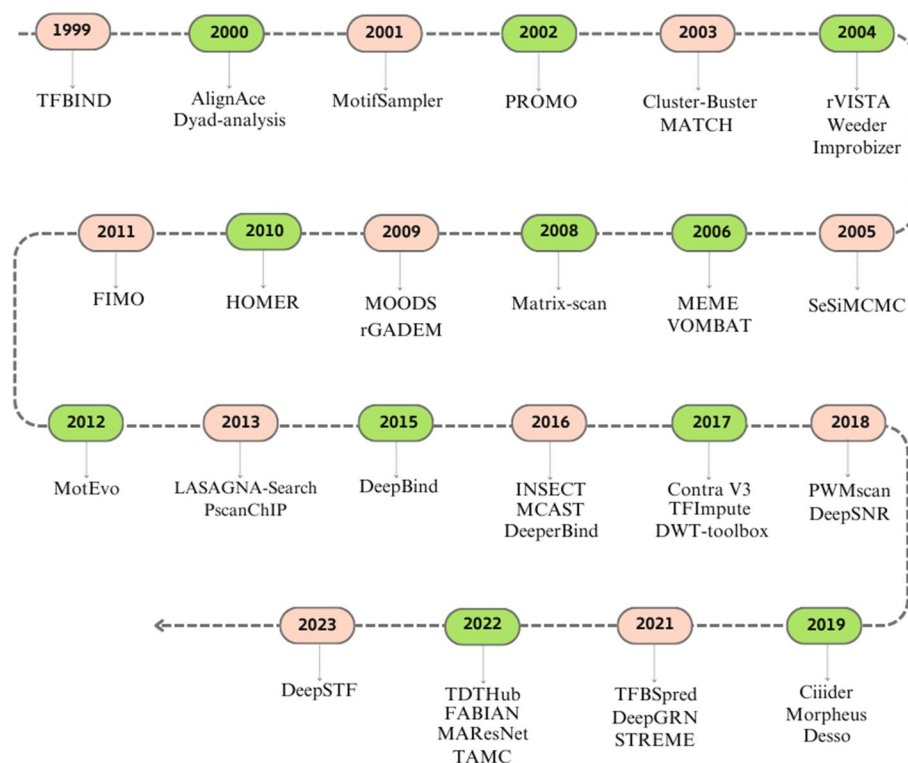 1999
2000
2001
2002
2003
2004
TFBIND
AlignAce
Dyad-analysis
MotifSampler
PROMO
Cluster-Buster
MATCH
rVISTA
Weeder
Improbizer
2011
2010
2009
2008
2006
2005
FIMO
HOMER
MOODS
rGADEM
Matrix-scan
MEME
VOMBAT
SeSiMCMC
2012
2013
2015
2016
2017
2018
MotEvo
LASAGNA-Search
PscanChIP
DeepBind
INSECT
MCAST
DeeperBind
Contra V3
TFImpute
DWT-toolbox
PWMscan
DeepSNR
2023
2022
2021
2019
DeepSTF
TDTHub
FABIAN
MAResNet
TAMC
TFBSpred
DeepGRN
STREME
Ciiider
Morpheus
Desso